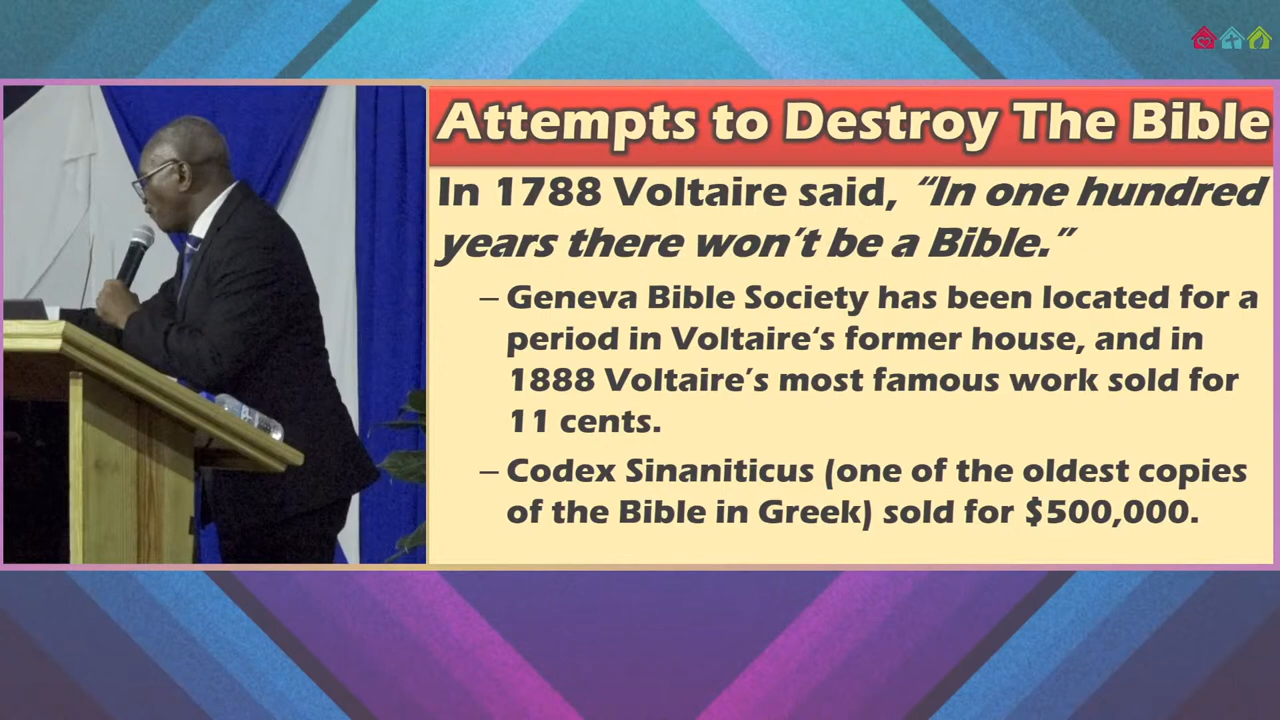 Attempts to Destroy The Bible
In 1788 Voltaire said, “In one hundred
years there won’t be a Bible.”
– Geneva Bible Society has been located for a
period in Voltaire‘s former house, and in
1888 Voltaire’s most famous work sold for
11 cents.
– Codex Sinaniticus (one of the oldest copies
of the Bible in Greek) sold for $500,000.